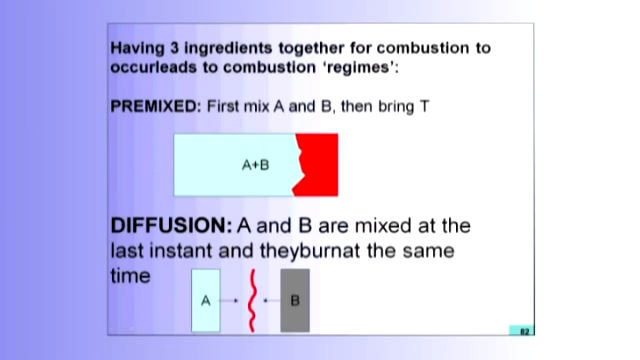 Having 3 ingredients together for combustion to
occurleads to combustion 'regimes':
PREMIXED: First mix A and B, then bring T
A+B
DIFFUSION: A and B are mixed at the
last instant and theyburnat the same
time
A
B
82